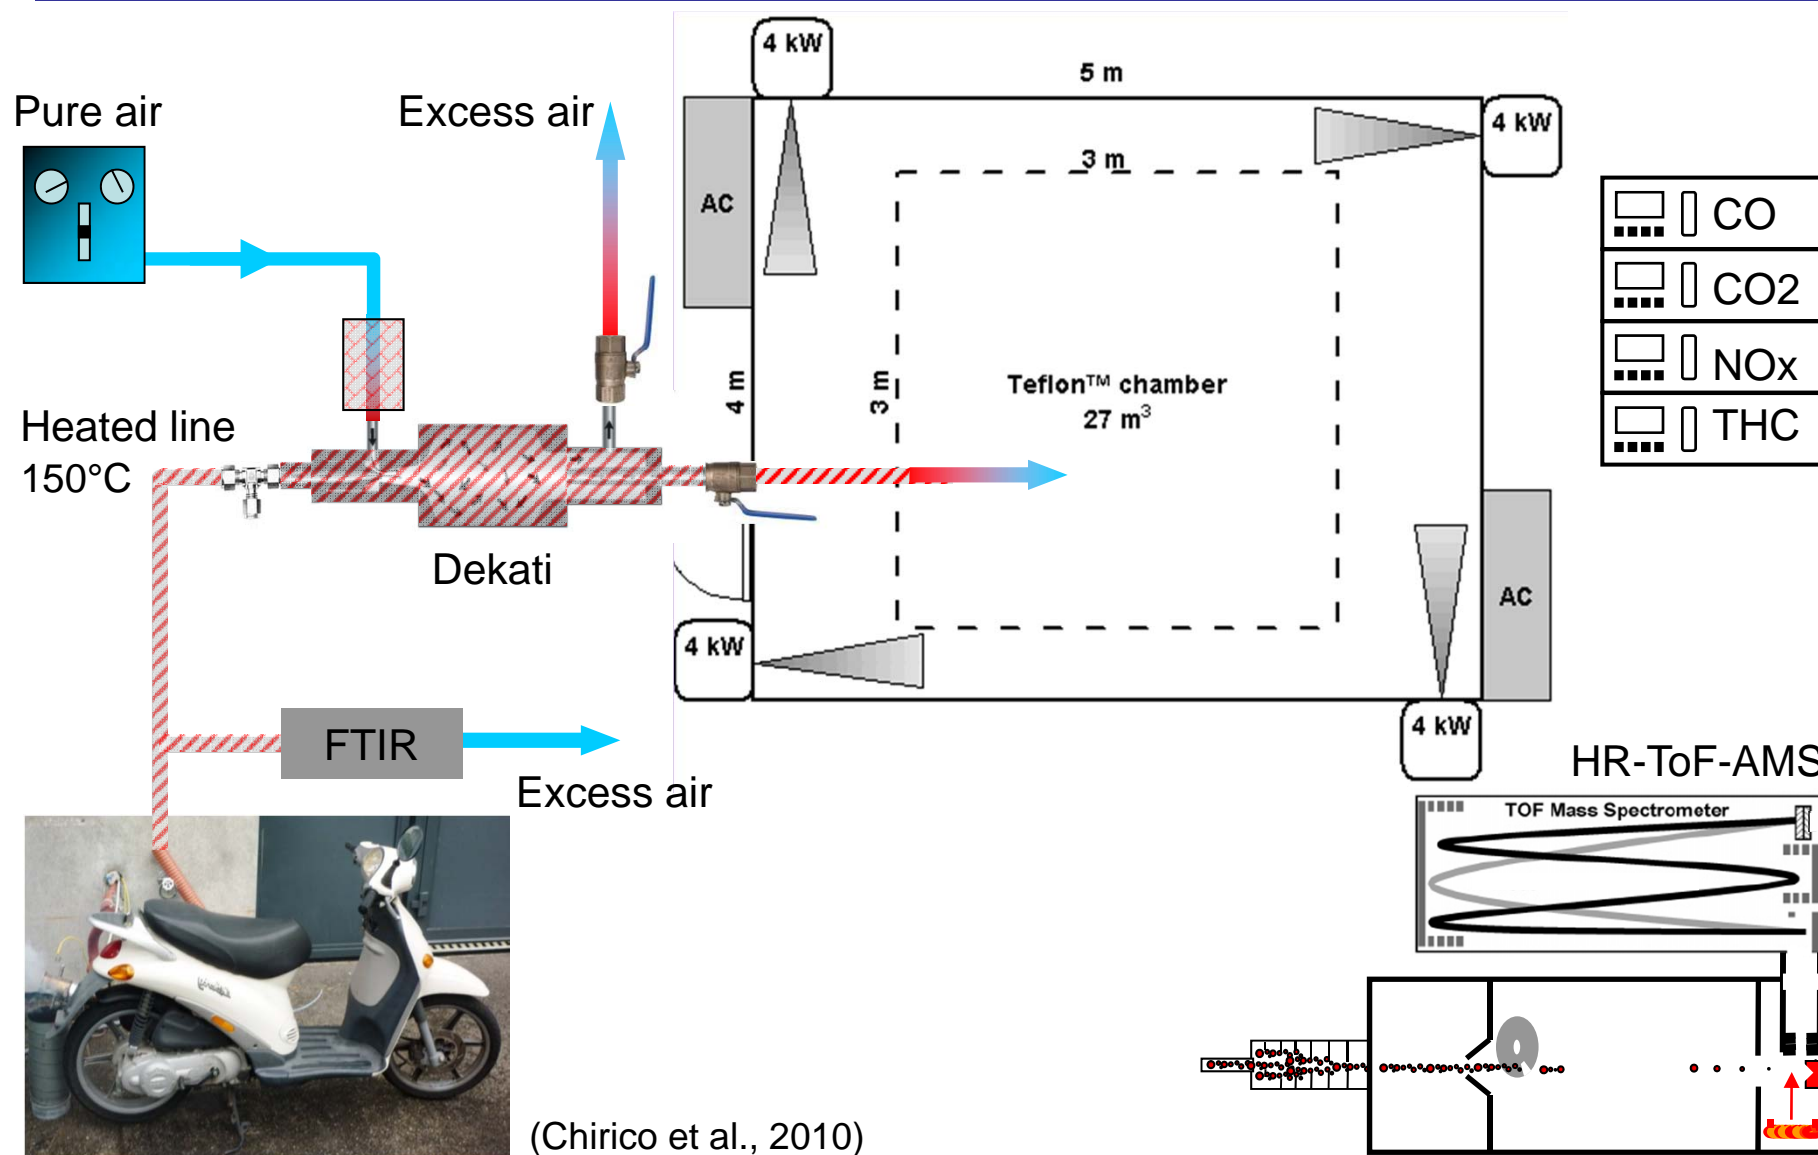 4 kW
5 m
Pure air
Excess air
4 kW
3 m
AC
CO
CO2
NOx
THC
4 m
3 m
Teflon™ chamber
27 m³
Heated line
150°C
Dekati
AC
4 kW
4 kW
FTIR
Excess air
HR-ToF-AMS
TOF Mass Spectrometer
(Chirico et al., 2010)